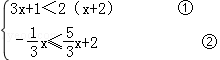 3x+1＜2（x+2） ①
-1/3x≤5/3x+2 ②